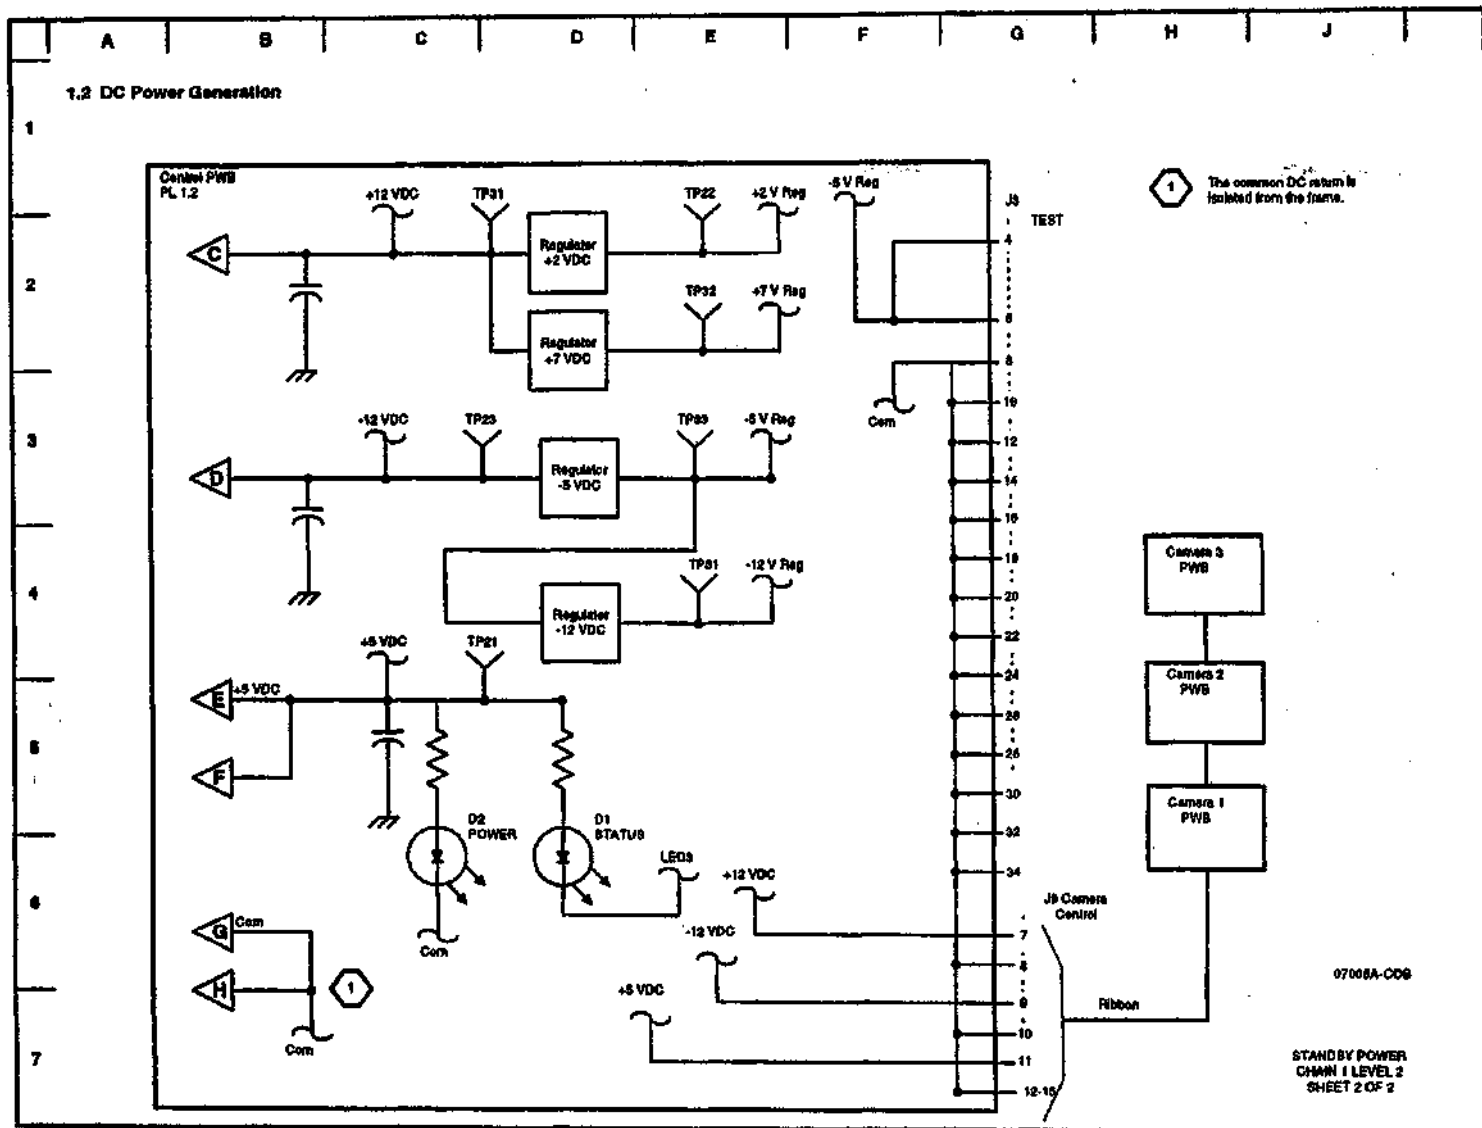 A B C D E F G H J
1.2 DC Power Generation
1
Control PWB
PL 1.2
+12 VDC
TP31
TP22
+2 V Reg
-5 V Reg
J3
TEST
1
The common DC return is
isolated from the frame.
C
Regulator
+2 VDC
4
2
TP32
+7 V Reg
6
Regulator
+7 VDC
8
Com
10
-12 VDC
TP23
-5 V Reg
3
12
D
Regulator
-5 VDC
14
16
Camera 3
PWB
18
TP61
-12 V Reg
4
20
Regulator
-12 VDC
22
+5 VDC
TP21
24
Camera 2
PWB
E
+5 VDC
26
5
F
30
Camera 1
PWB
D2
POWER
D1
STATUS
32
LED3
34
+12 VDC
6
J9 Camera
Control
G
Com
Com
-12 VDC
7
8
07005A-COB
H
1
+5 VDC
9
Ribbon
10
Com
7
11
STANDBY POWER
CHAIN 1 LEVEL 2
SHEET 2 OF 2